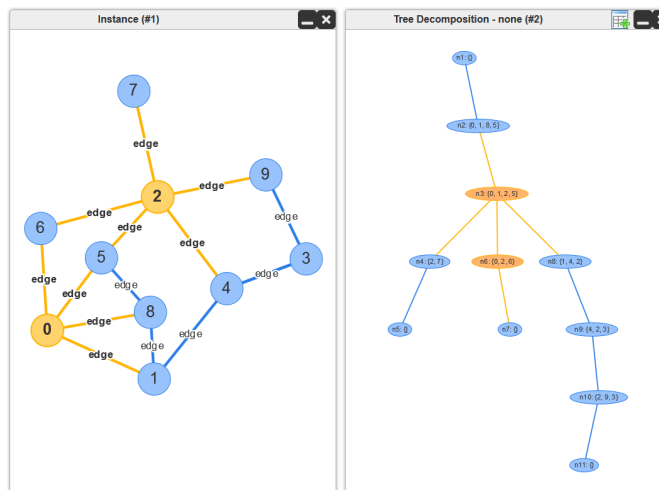 Instance (#1)
7
edge
2
edge
9
edge
6
edge
edge
edge
5
edge
3
edge
edge
4
edge
edge
8
0
edge
edge
edge
edge
1
Tree Decomposition - none (#2)
n1: {}
n2: {0, 1, 8, 5}
n3: {0, 1, 2, 5}
n4: {2, 7}
n6: {0, 2, 6}
n8: {1, 4, 2}
n5: {}
n7: {}
n9: {4, 2, 3}
n10: {2, 9, 3}
n11: {}